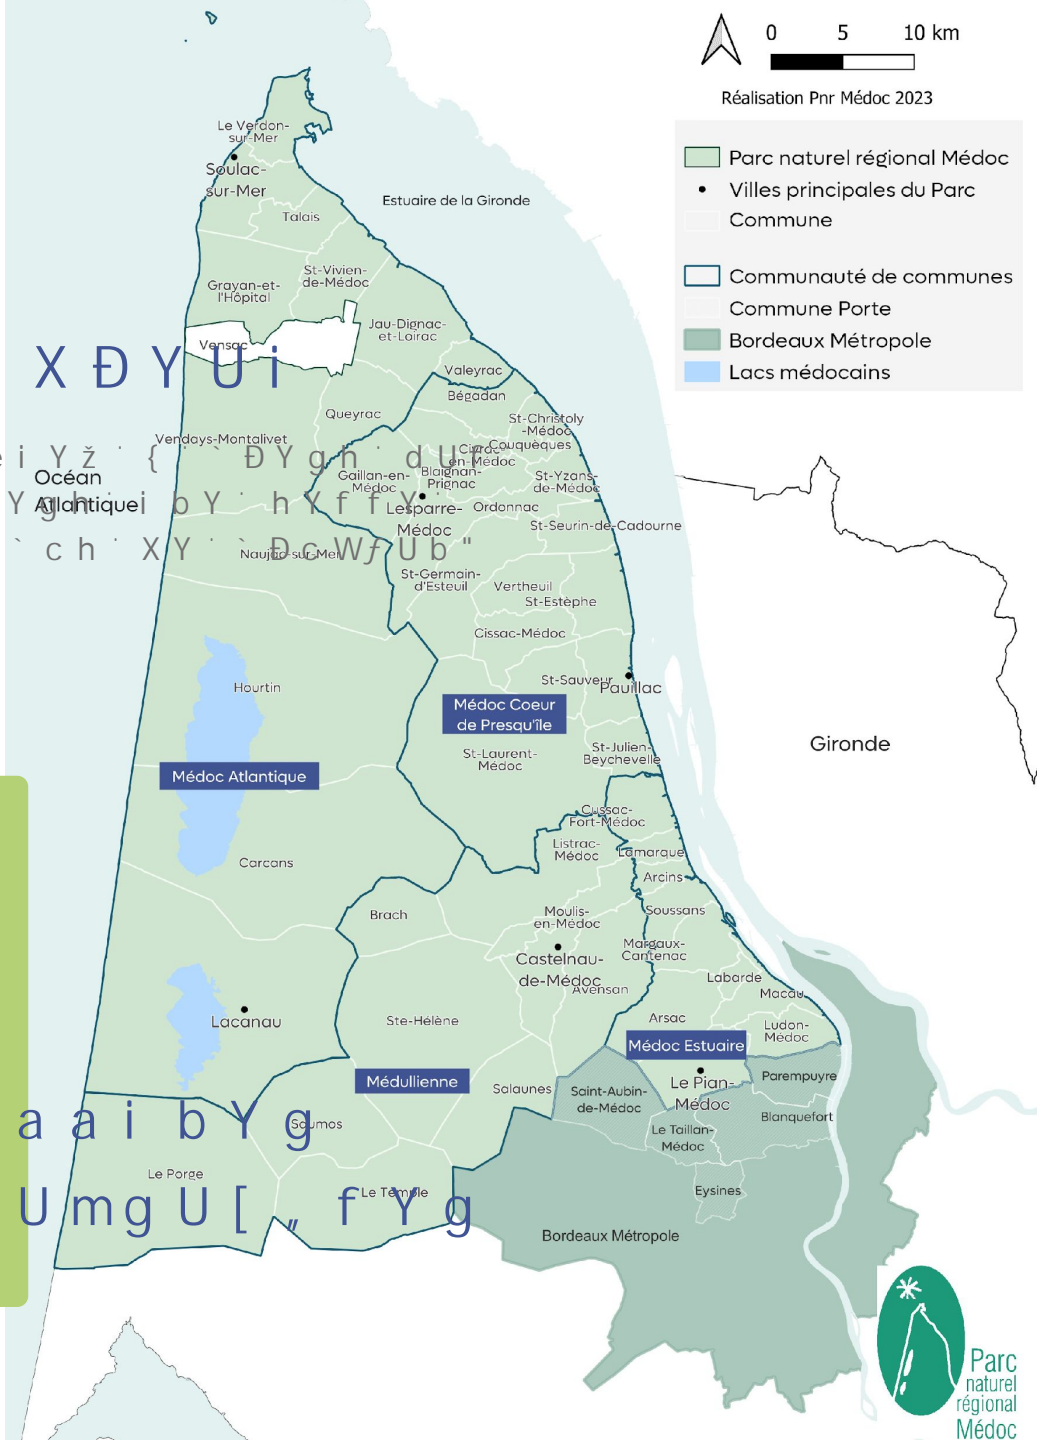 0 5 10 km
Réalisation Pnr Médoc 2023
Parc naturel régional Médoc
Villes principales du Parc
Commune
Communauté de communes
Commune Porte
Bordeaux Métropole
Lacs médocains
Le Verdon-
sur-Mer
Soulac-
sur-Mer
Estuaire de la Gironde
Talais
St-Vivien-
de-Médoc
Grayan-et-
l'Hôpital
Jau-Dignac-
et-Loirac
Vensac
X Đ Y U i
Valeyrac
Bégadan
Queyrac
St-Christoly
-Médoc
Couquèques
Civrac-
en-Médoc
Vendays-Montalivet
Gaillan-en-
Médoc
Blaignan-
Prignac
St-Yzans-
de-Médoc
Océan
Atlantique
Lesparre-
Médoc
Ordonnac
St-Seurin-de-Cadourne
Naujac-sur-Mer
St-Germain-
d'Esteuil
Vertheuil
St-Estèphe
Cissac-Médoc
St-Sauveur
Pauillac
Hourtin
Médoc Coeur
de Presqu'île
St-Laurent-
Médoc
St-Julien-
Beychevelle
Gironde
Médoc Atlantique
Cussac-
Fort-Médoc
Listrac-
Médoc
Lamarque
Carcans
Arcins
Brach
Moulis-
en-Médoc
Soussans
Margaux-
Cantenac
Castelnau-
de-Médoc
Avensan
Labarde
Macau
Lacanau
Ste-Hélène
Arsac
Ludon-
Médoc
Médoc Estuaire
Médullienne
Salaunes
Le Pian-
Médoc
Parempuyre
Saint-Aubin-
de-Médoc
Blanquefort
a a i b Y g
Saumos
Le Taillan-
Médoc
Le Porge
Le Temple
Eysines
U m g U [ „ f Y g
Bordeaux Métropole
Parc
naturel
régional
Médoc